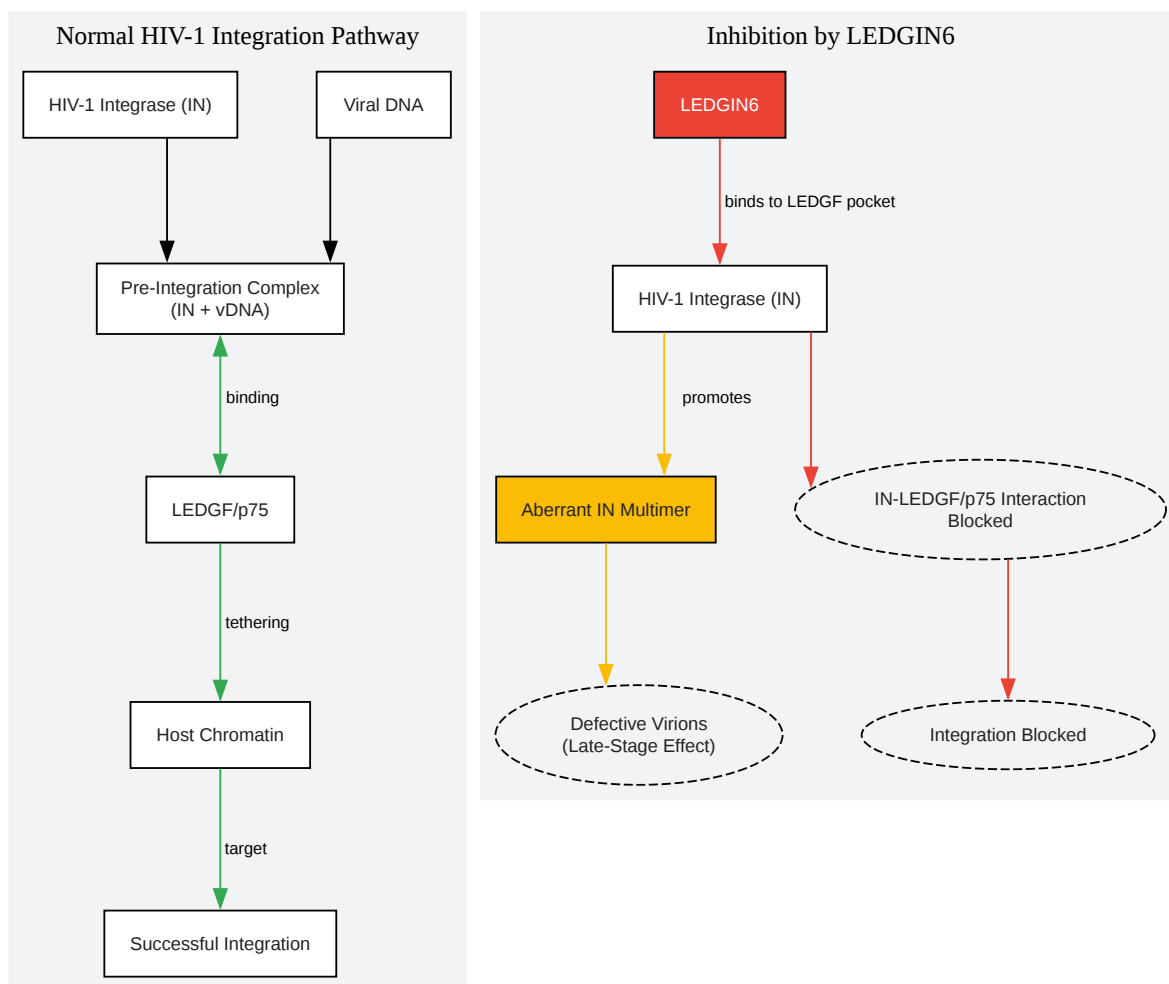 Normal HIV-1 Integration Pathway
HIV-1 Integrase (IN)
Viral DNA
Pre-Integration Complex
(IN + vDNA)
binding
LEDGF/p75
tethering
Host Chromatin
target
Successful Integration
Inhibition by LEDGIN6
LEDGIN6
binds to LEDGF pocket
HIV-1 Integrase (IN)
promotes
Aberrant IN Multimer
IN-LEDGF/p75 Interaction
Blocked
Defective Virions
(Late-Stage Effect)
Integration Blocked